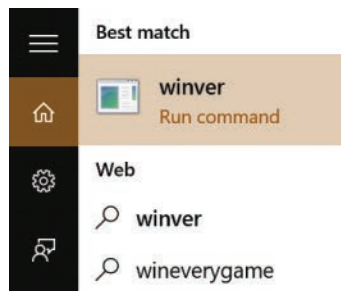 Best match
winver
Run command
Web
winver
wineverygame